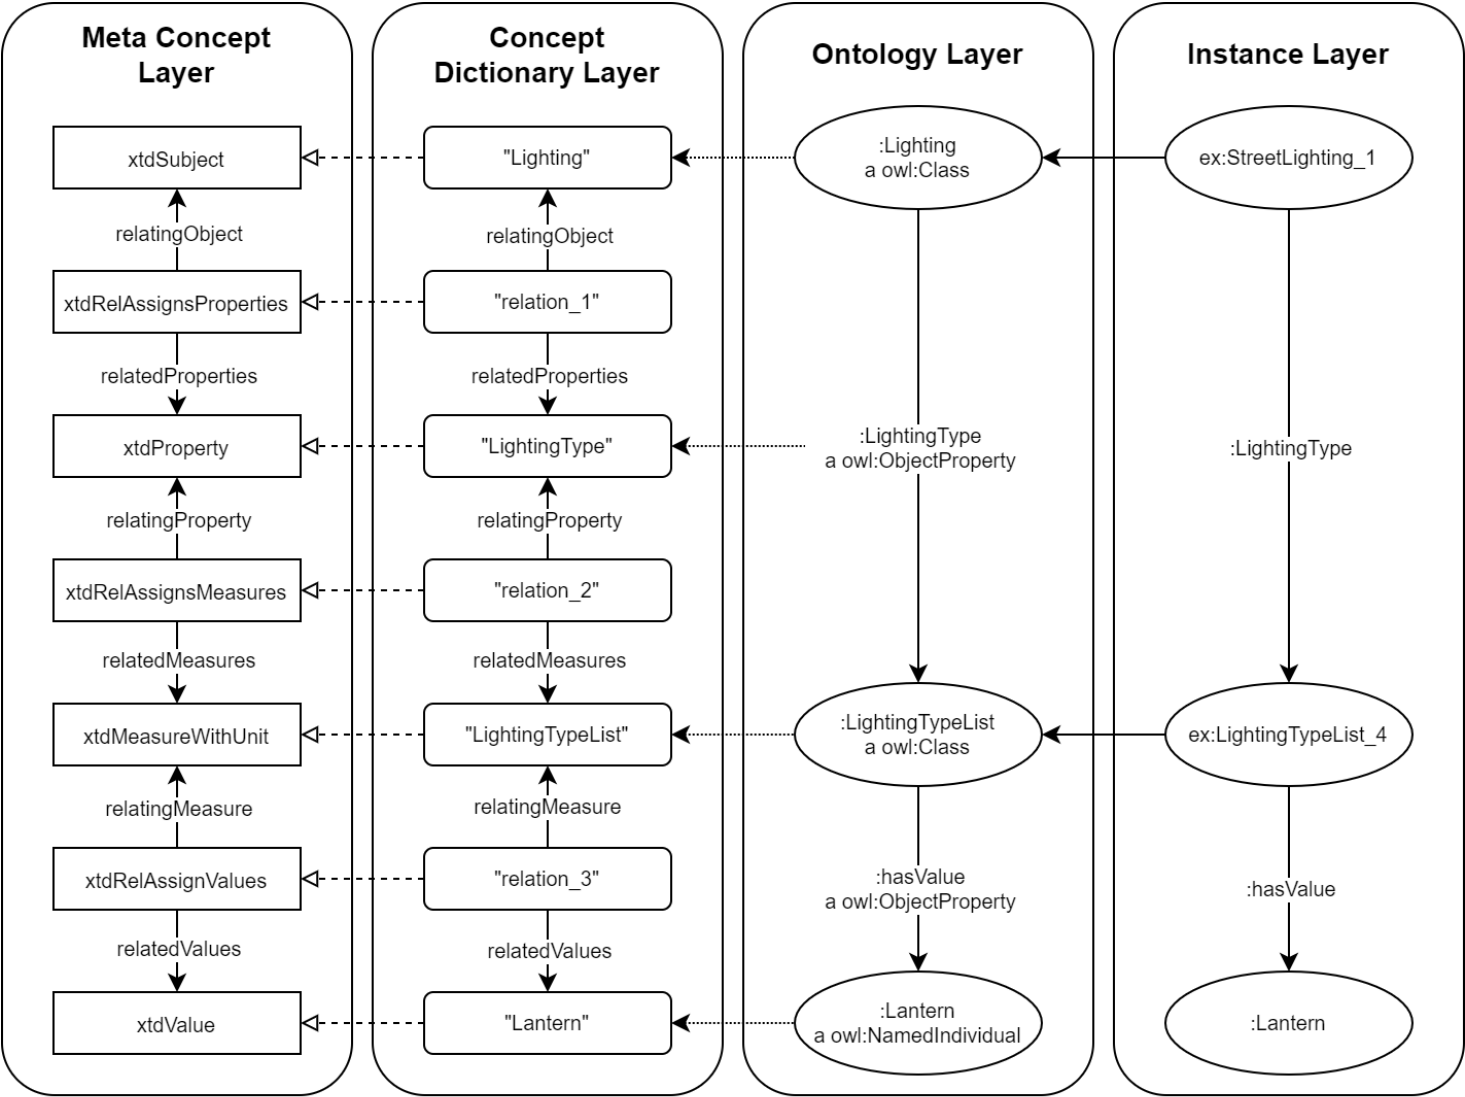 Meta Concept
Layer
xtdSubject
relatingObject
xtdRelAssignsProperties
relatedProperties
xtdProperty
relatingProperty
xtdRelAssignsMeasures
relatedMeasures
xtdMeasureWithUnit
relatingMeasure
xtdRelAssignValues
relatedValues
xtdValue
Concept
Dictionary Layer
"Lighting"
relatingObject
"relation_1"
relatedProperties
"LightingType"
relatingProperty
"relation_2"
relatedMeasures
"LightingTypeList"
relatingMeasure
"relation_3"
relatedValues
"Lantern"
Ontology Layer
:Lighting
a owl:Class
:LightingType
a owl:ObjectProperty
:LightingTypeList
a owl:Class
:hasValue
a owl:ObjectProperty
:Lantern
a owl:NamedIndividual
Instance Layer
ex:StreetLighting_1
:LightingType
ex:LightingTypeList_4
:hasValue
:Lantern